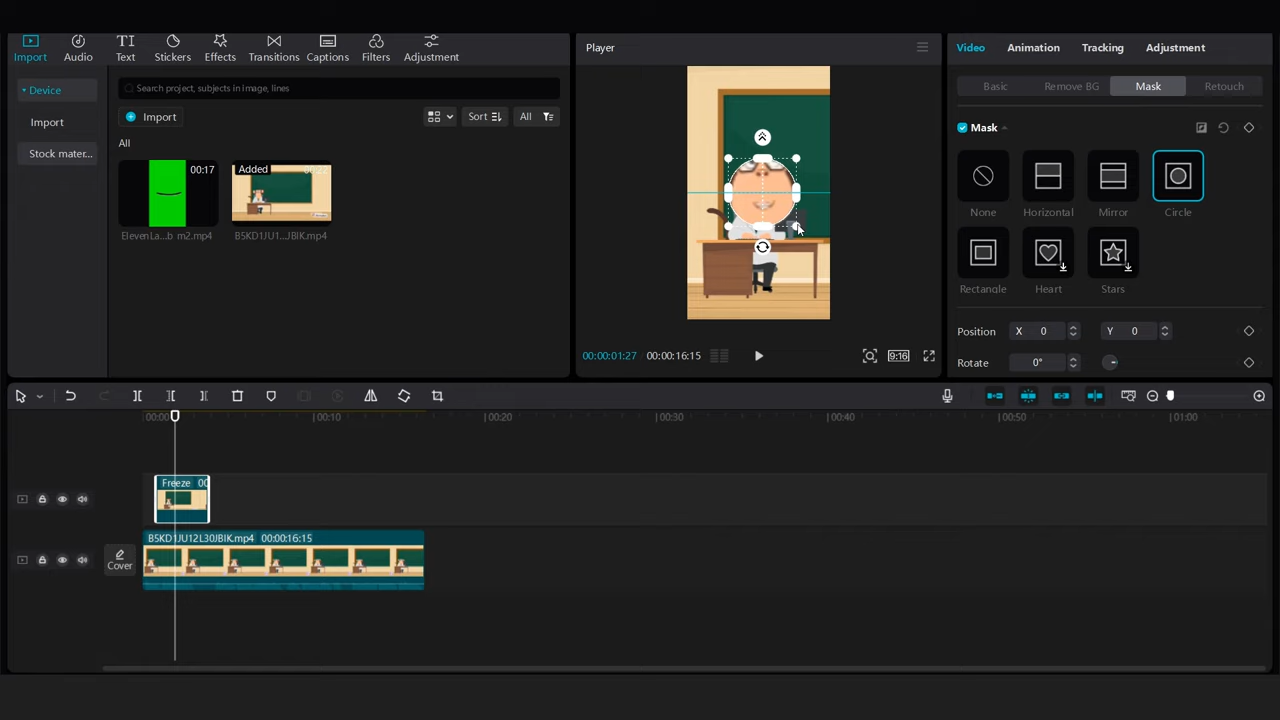 Import Audio Text Stickers Effects Transitions Captions Filters Adjustment
Device
Import
Stock mater...
Search project, subjects in image, lines
Import
Sort
All
All
00:17
Added
B5KD1JU1...JBIK.mp4
Player
00:00:01:27 00:00:16:15
9:16
Video Animation Tracking Adjustment
Basic Remove BG Mask Retouch
Mask
None Horizontal Mirror Circle
Rectangle Heart Stars
Position X 0 Y 0
Rotate 0°
00:00 00:10 00:20 00:30 00:40 00:50 01:00
Freeze 00
B5KD1JU12L30JBIK.mp4 00:00:16:15
Cover